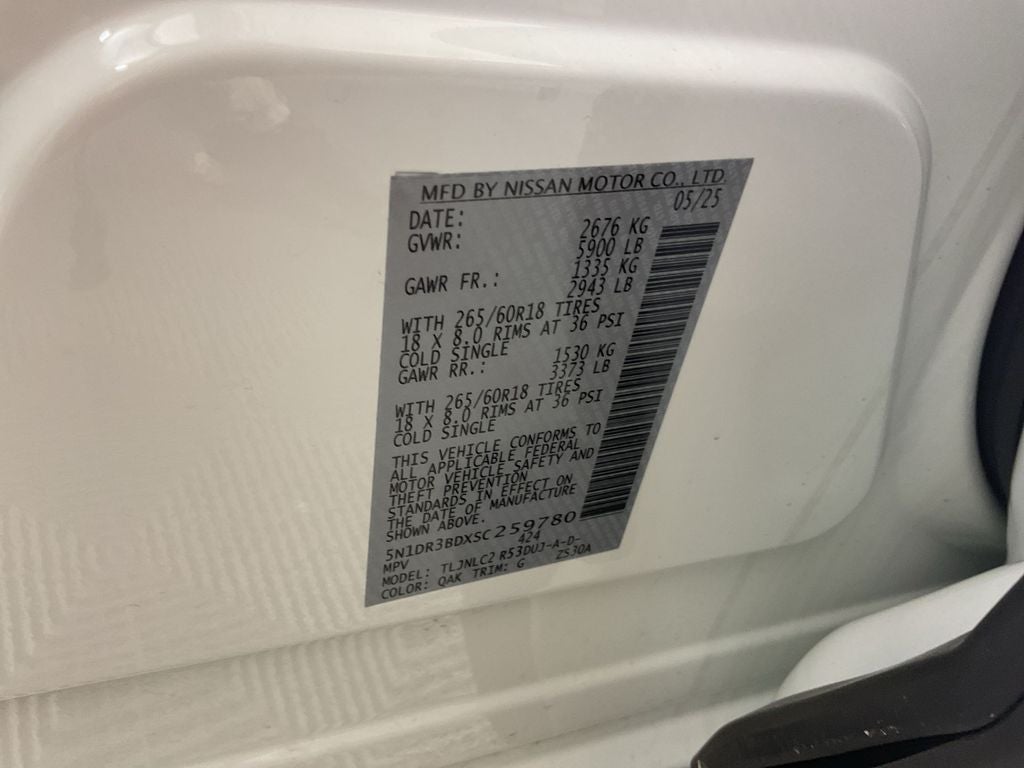 MFD BY NISSAN MOTOR CO., LTD.
DATE: 05/25
GVWR: 2676 KG
5900 LB
GAWR FR.: 1335 KG
2943 LB
WITH 265/60R18 TIRES
18 X 8.0 RIMS AT 36 PSI
COLD SINGLE
GAWR RR.: 1530 KG
3373 LB
WITH 265/60R18 TIRES
18 X 8.0 RIMS AT 36 PSI
COLD SINGLE
THIS VEHICLE CONFORMS TO
ALL APPLICABLE FEDERAL
MOTOR VEHICLE SAFETY AND
THEFT PREVENTION
STANDARDS IN EFFECT ON
THE DATE OF MANUFACTURE
SHOWN ABOVE.
5N1DR3BDXSC259780
MPV 424
MODEL: TLJNLC2 R53DUJ-A-D-
COLOR: QAK TRIM: G ZS30A